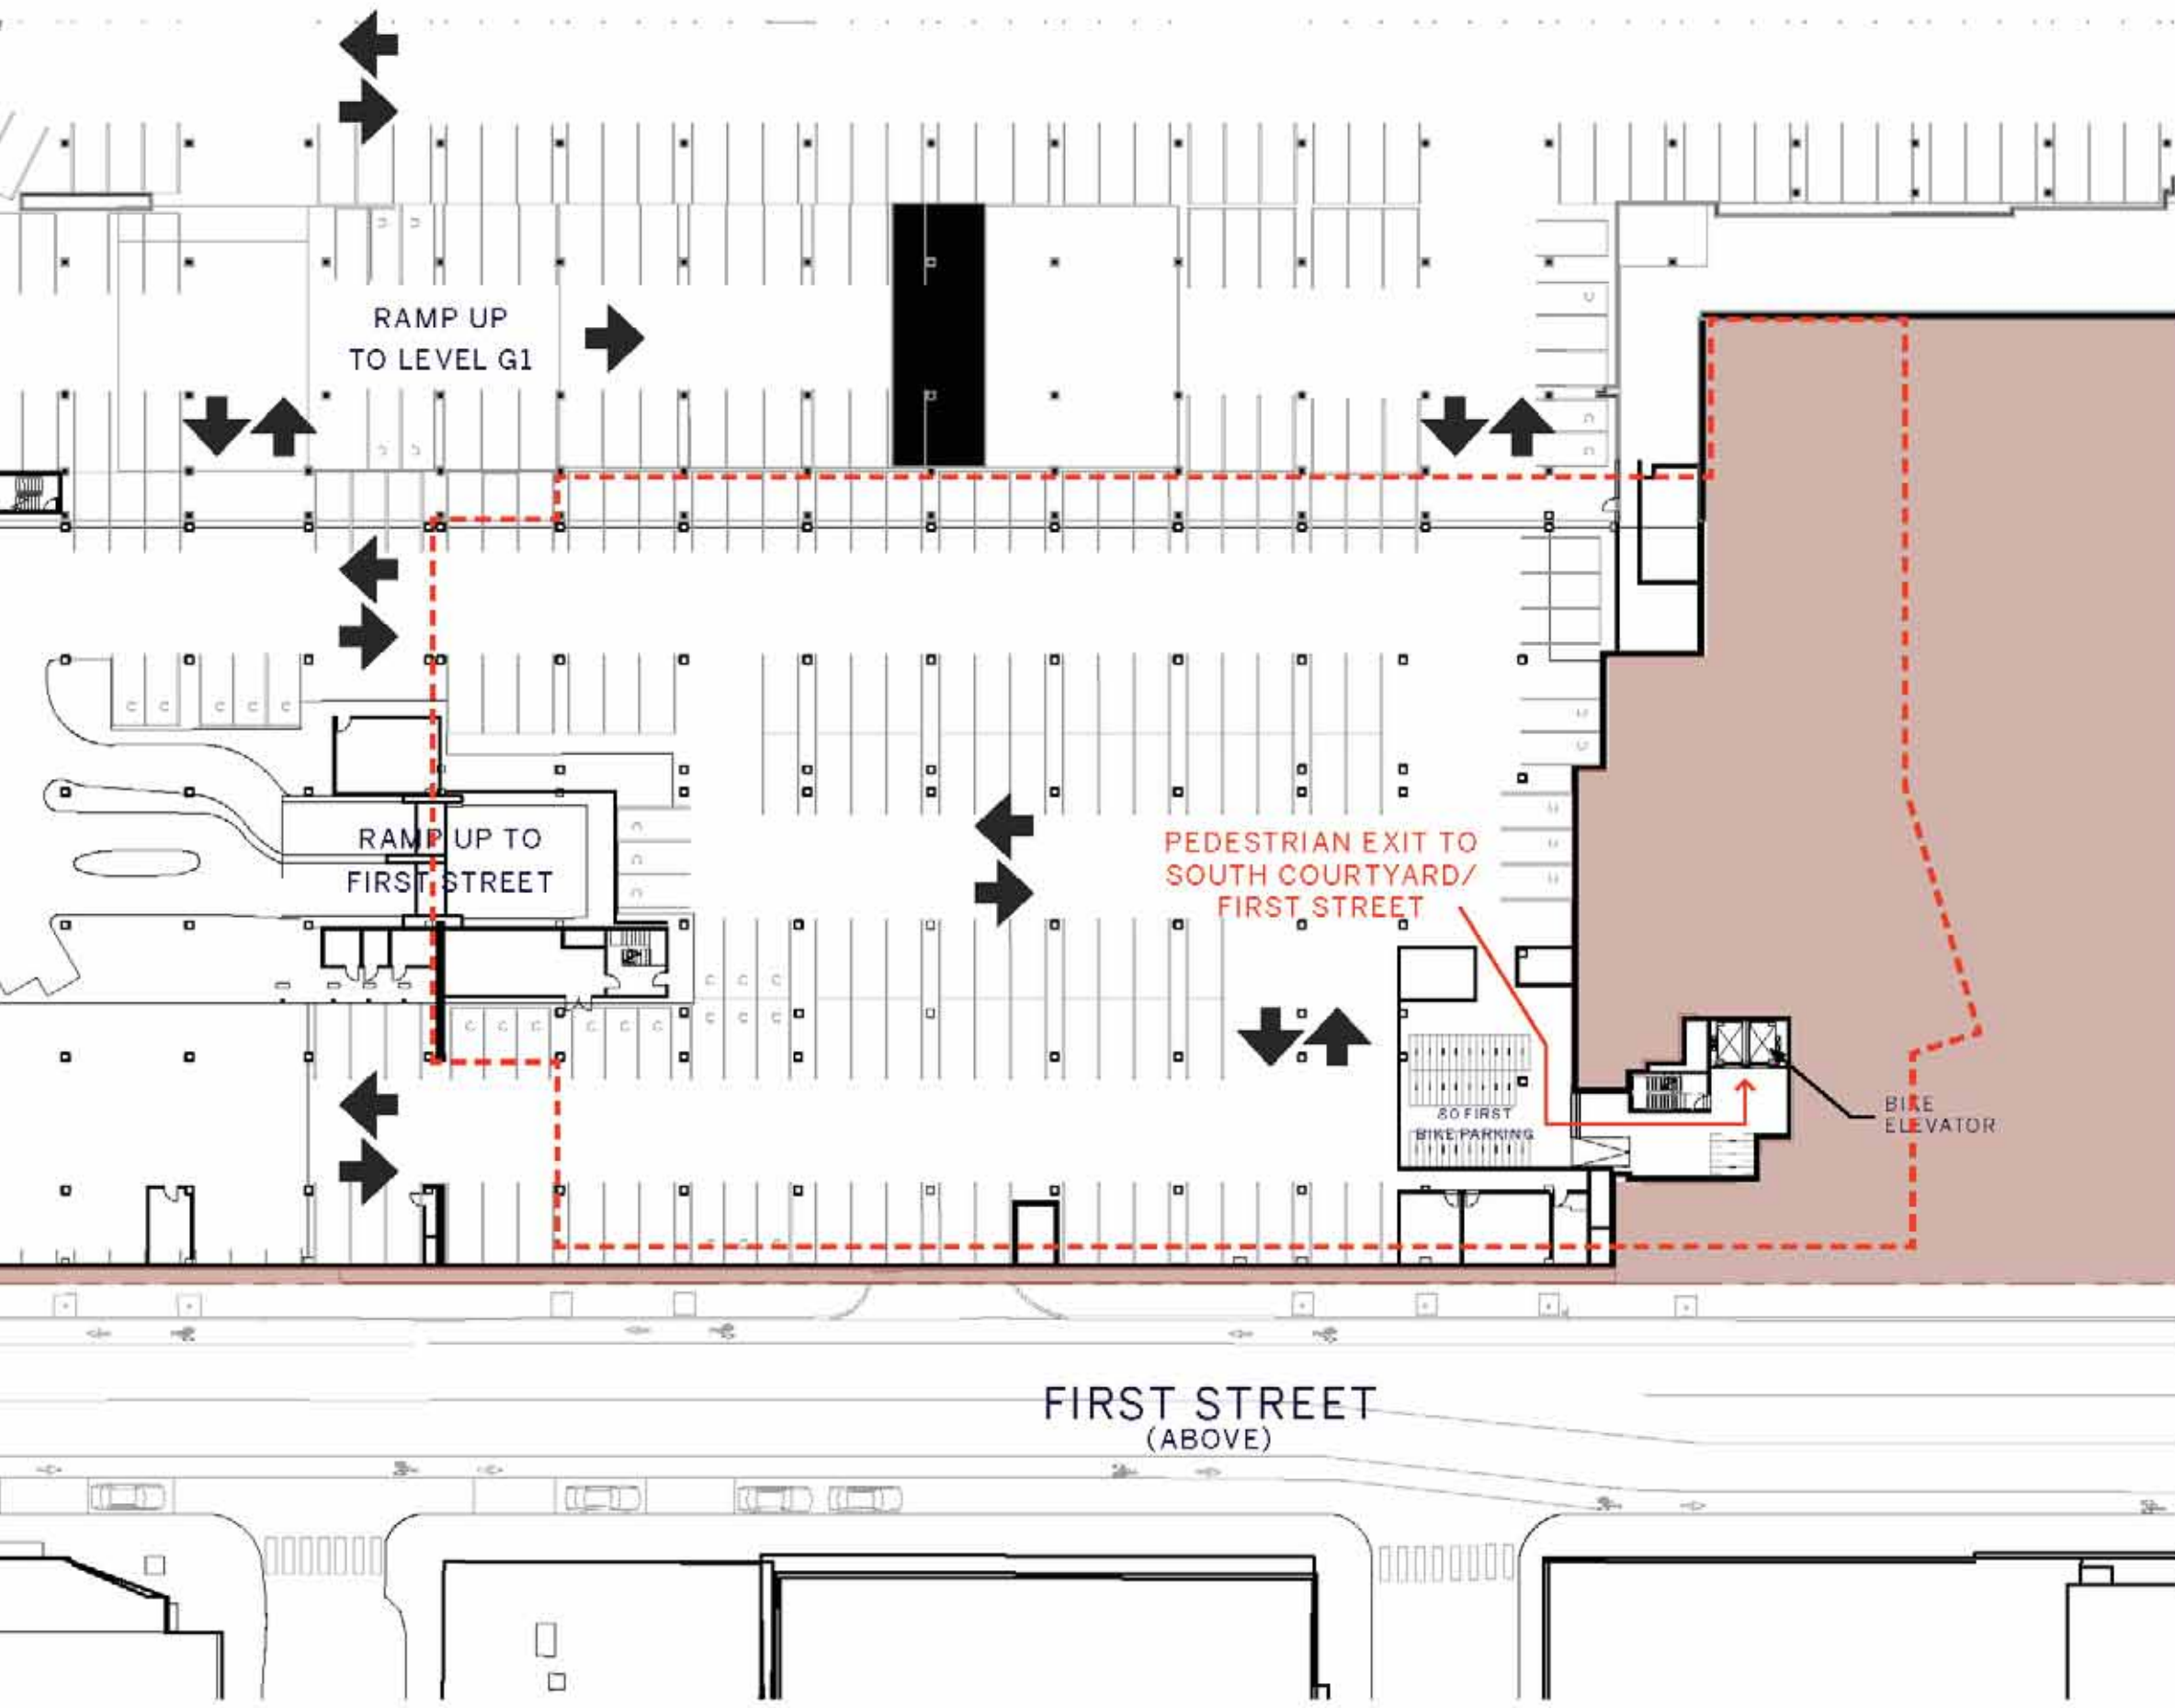 RAMP UP
TO LEVEL G1
RAMP UP TO
FIRST STREET
PEDESTRIAN EXIT TO
SOUTH COURTYARD/
FIRST STREET
80 FIRST
BIKE PARKING
BIKE
ELEVATOR
FIRST STREET
(ABOVE)